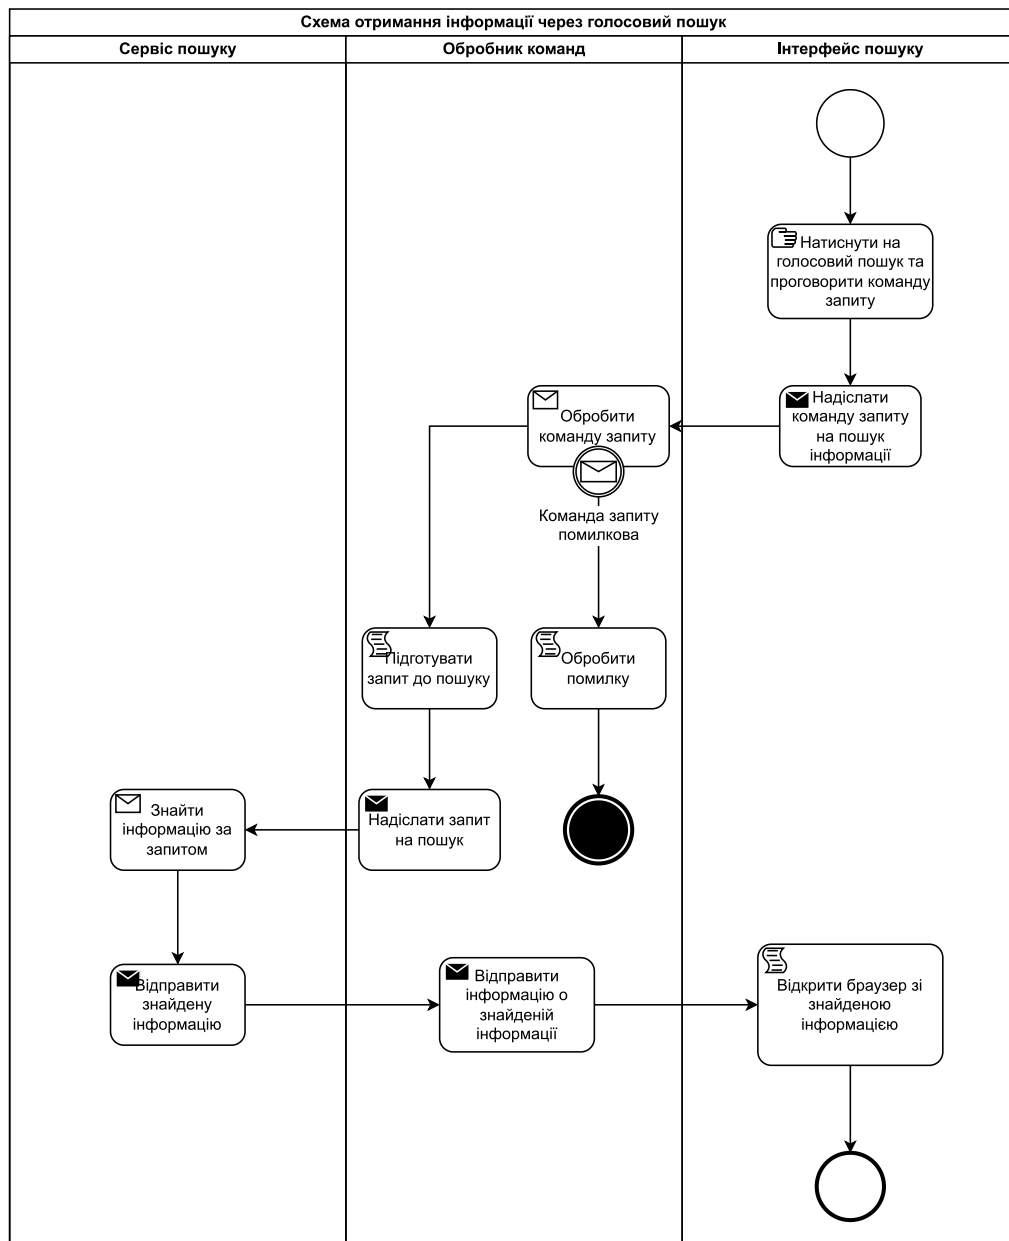 Схема отримання інформації через голосовий пошук
Сервіс пошуку
Обробник команд
Інтерфейс пошуку
Натиснути на
голосовий пошук та
проговорити команду
запиту
Надіслати
команду запиту
на пошук
інформації
Обробити
команду запиту
Команда запиту
помилкова
Підготувати
запит до пошуку
Обробити
помилку
Надіслати запит
на пошук
Знайти
інформацію за
запитом
Відправити
знайдену
інформацію
Відправити
інформацію о
знайденій
інформації
Відкрити браузер зі
знайденою
інформацією